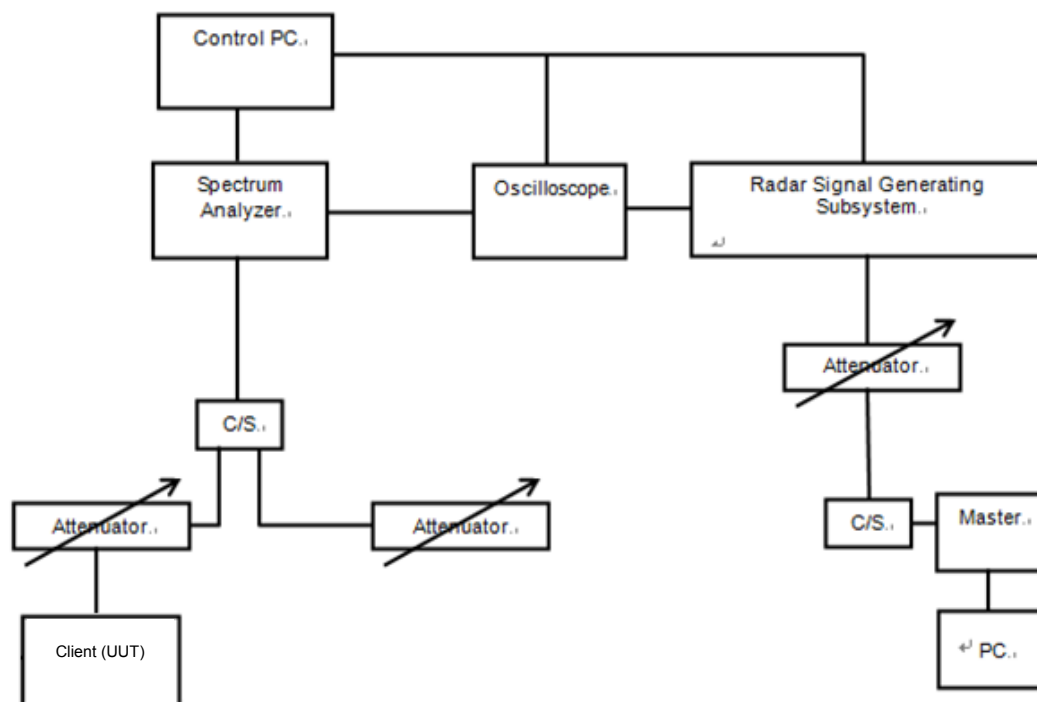 Control PC.
Spectrum
Analyzer.
Oscilloscope.
Radar Signal Generating
Subsystem.
↵
Attenuator.
C/S.
Attenuator.
Attenuator.
C/S.
Master.
Client (UUT)
↵ PC.